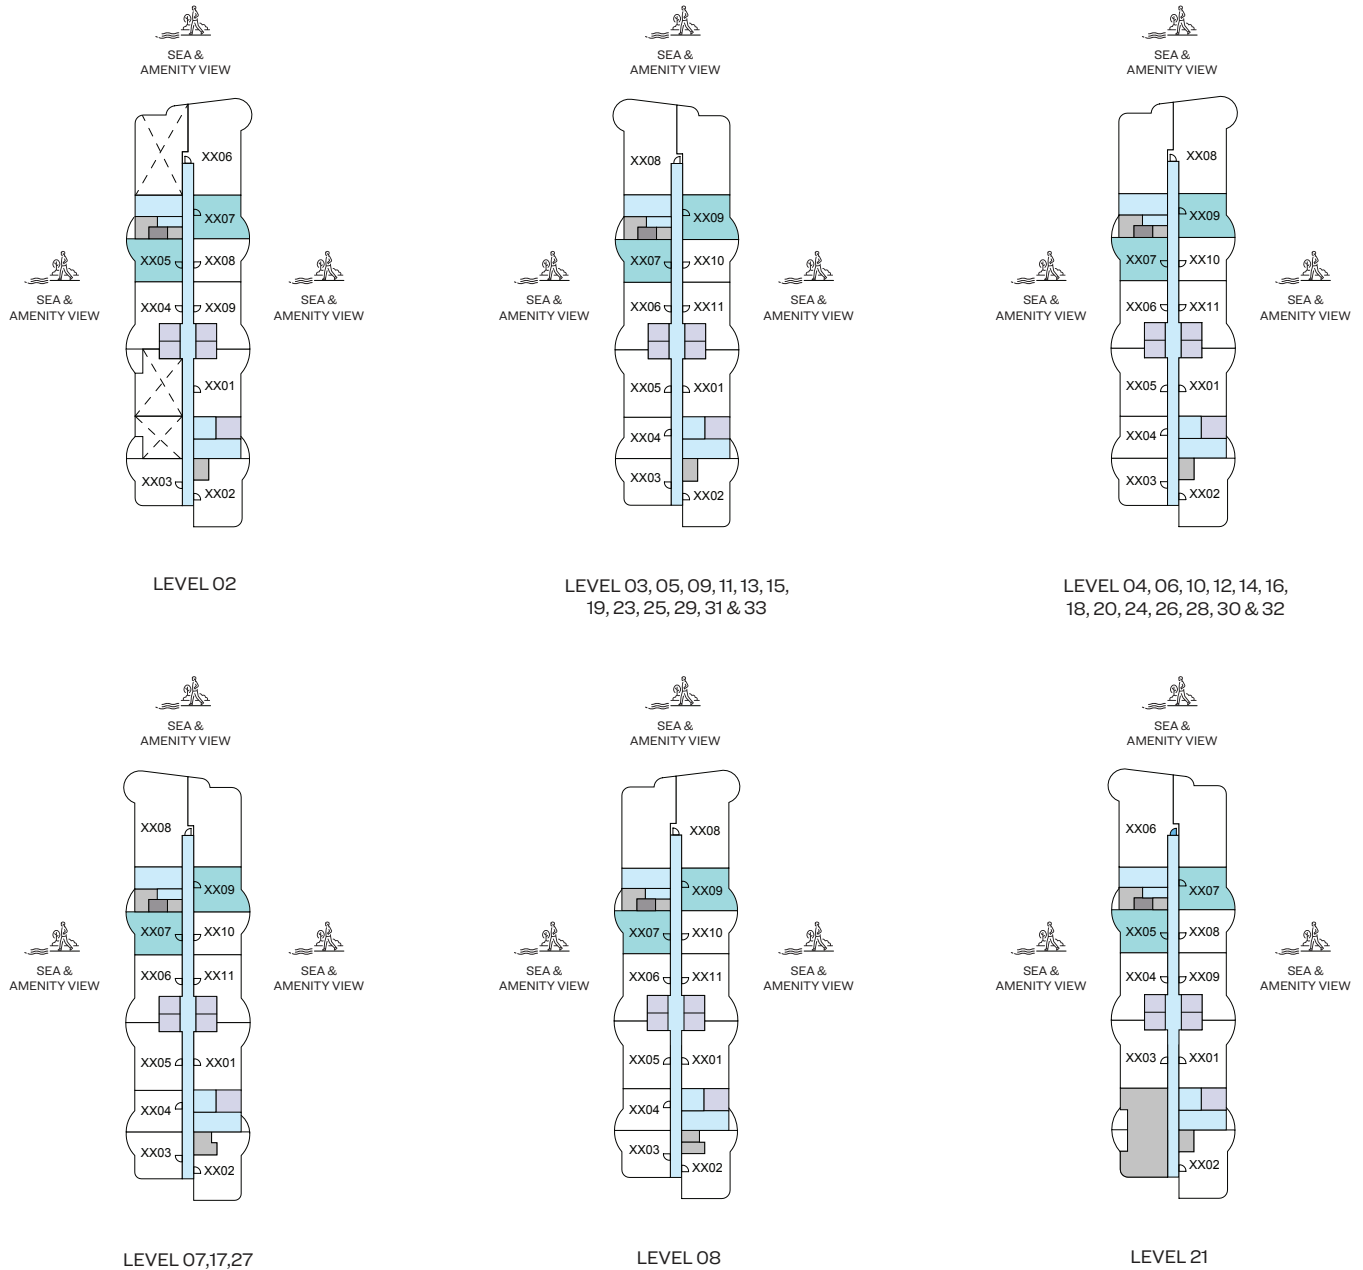 SEA &
AMENITY VIEW
XX06
XX07
XX05
XX08
SEA &
AMENITY VIEW
SEA &
AMENITY VIEW
XX04
XX09
XX01
XX03
XX02
LEVEL 02
SEA &
AMENITY VIEW
XX08
XX09
XX07
XX10
SEA &
AMENITY VIEW
SEA &
AMENITY VIEW
XX06
XX11
XX05
XX01
XX04
XX03
XX02
LEVEL 03, 05, 09, 11, 13, 15,
19, 23, 25, 29, 31 & 33
SEA &
AMENITY VIEW
XX08
XX09
XX07
XX10
SEA &
AMENITY VIEW
SEA &
AMENITY VIEW
XX06
XX11
XX05
XX01
XX04
XX03
XX02
LEVEL 04, 06, 10, 12, 14, 16,
18, 20, 24, 26, 28, 30 & 32
SEA &
AMENITY VIEW
XX08
XX09
XX07
XX10
SEA &
AMENITY VIEW
SEA &
AMENITY VIEW
XX06
XX11
XX05
XX01
XX04
XX03
XX02
LEVEL 07,17,27
SEA &
AMENITY VIEW
XX08
XX09
XX07
XX10
SEA &
AMENITY VIEW
SEA &
AMENITY VIEW
XX06
XX11
XX05
XX01
XX04
XX03
XX02
LEVEL 08
SEA &
AMENITY VIEW
XX06
XX07
XX05
XX08
SEA &
AMENITY VIEW
SEA &
AMENITY VIEW
XX04
XX09
XX03
XX01
XX02
LEVEL 21